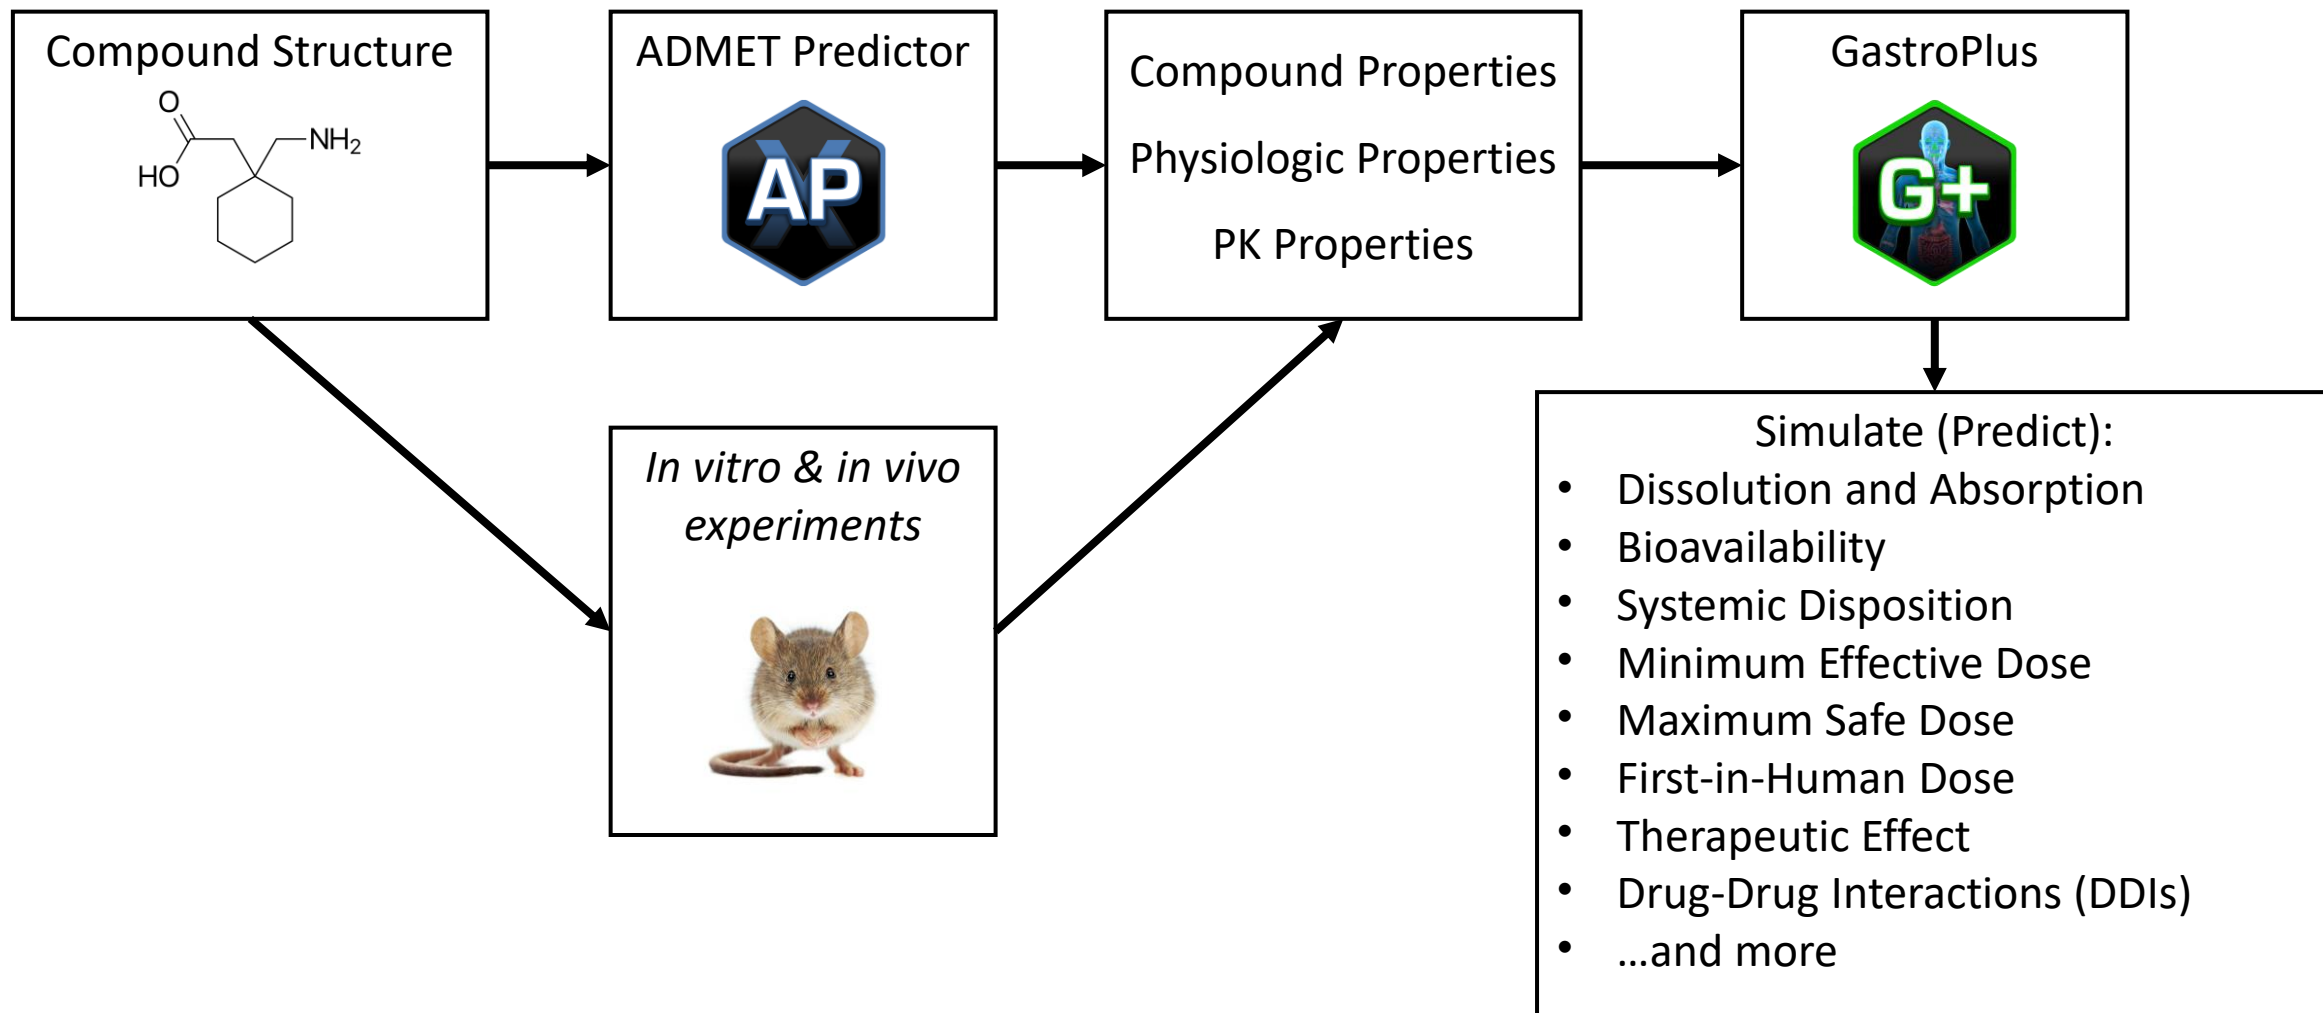 Compound Structure
O
NH2
HO
ADMET Predictor
AP
Compound Properties
Physiologic Properties
PK Properties
GastroPlus
G+
In vitro & in vivo
experiments
Simulate (Predict):
• Dissolution and Absorption
• Bioavailability
• Systemic Disposition
• Minimum Effective Dose
• Maximum Safe Dose
• First-in-Human Dose
• Therapeutic Effect
• Drug-Drug Interactions (DDIs)
• ...and more